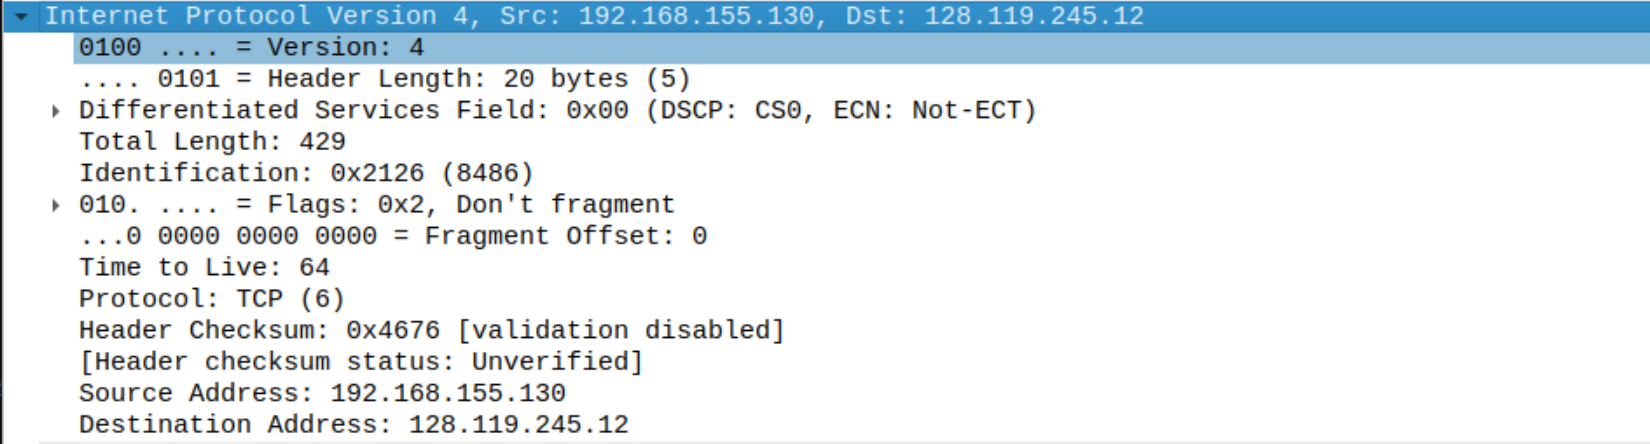 Internet Protocol Version 4, Src: 192.168.155.130, Dst: 128.119.245.12
0100 .... = Version: 4
.... 0101 = Header Length: 20 bytes (5)
Differentiated Services Field: 0x00 (DSCP: CS0, ECN: Not-ECT)
Total Length: 429
Identification: 0x2126 (8486)
010. .... = Flags: 0x2, Don't fragment
...0 0000 0000 0000 = Fragment Offset: 0
Time to Live: 64
Protocol: TCP (6)
Header Checksum: 0x4676 [validation disabled]
[Header checksum status: Unverified]
Source Address: 192.168.155.130
Destination Address: 128.119.245.12